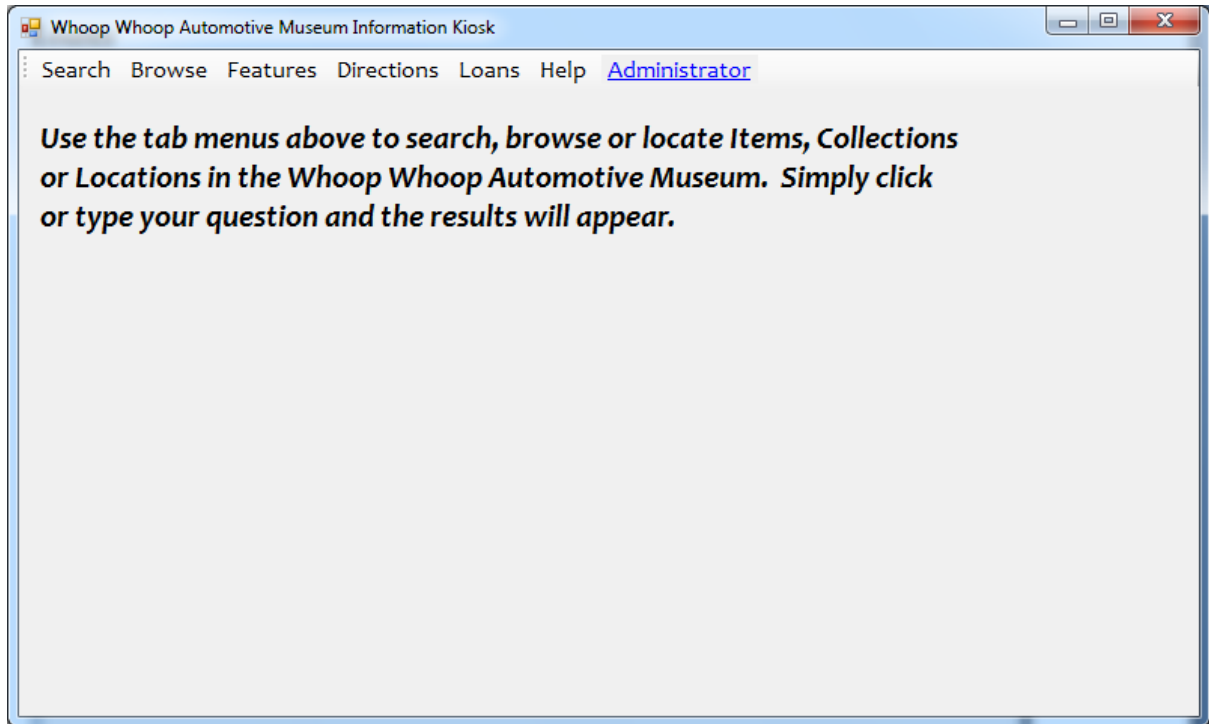 Whoop Whoop Automotive Museum Information Kiosk
Search Browse Features Directions Loans Help Administrator
Use the tab menus above to search, browse or locate Items, Collections
or Locations in the Whoop Whoop Automotive Museum.  Simply click
or type your question and the results will appear.